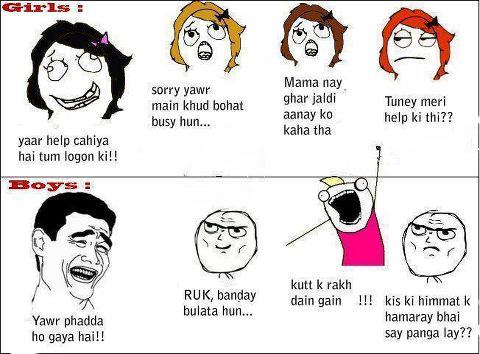 Girls :
yaar help cahiya
hai tum logon ki!!
sorry yawr
main khud bohat
busy hun...
Mama nay
ghar jaldi
aanay ko
kaha tha
Tuney meri
help ki thi??
Boys :
Yawr phadda
ho gaya hai!!
RUK, banday
bulata hun...
kutt k rakh
dain gain !!!
kis ki himmat k
hamaray bhai
say panga lay??